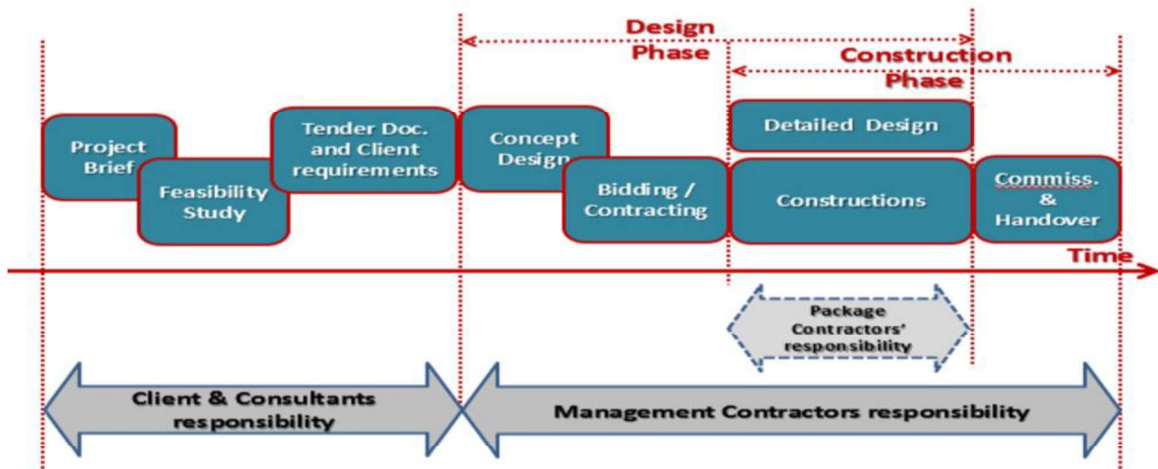 Design
Phase
Construction
Phase
Project
Brief
Feasibility
Study
Tender Doc.
and Client
requirements
Concept
Design
Bidding /
Contracting
Detailed Design
Constructions
Commiss.
&
Handover
Time
Package
Contractors'
responsibility
Client & Consultants
responsibility
Management Contractors responsibility